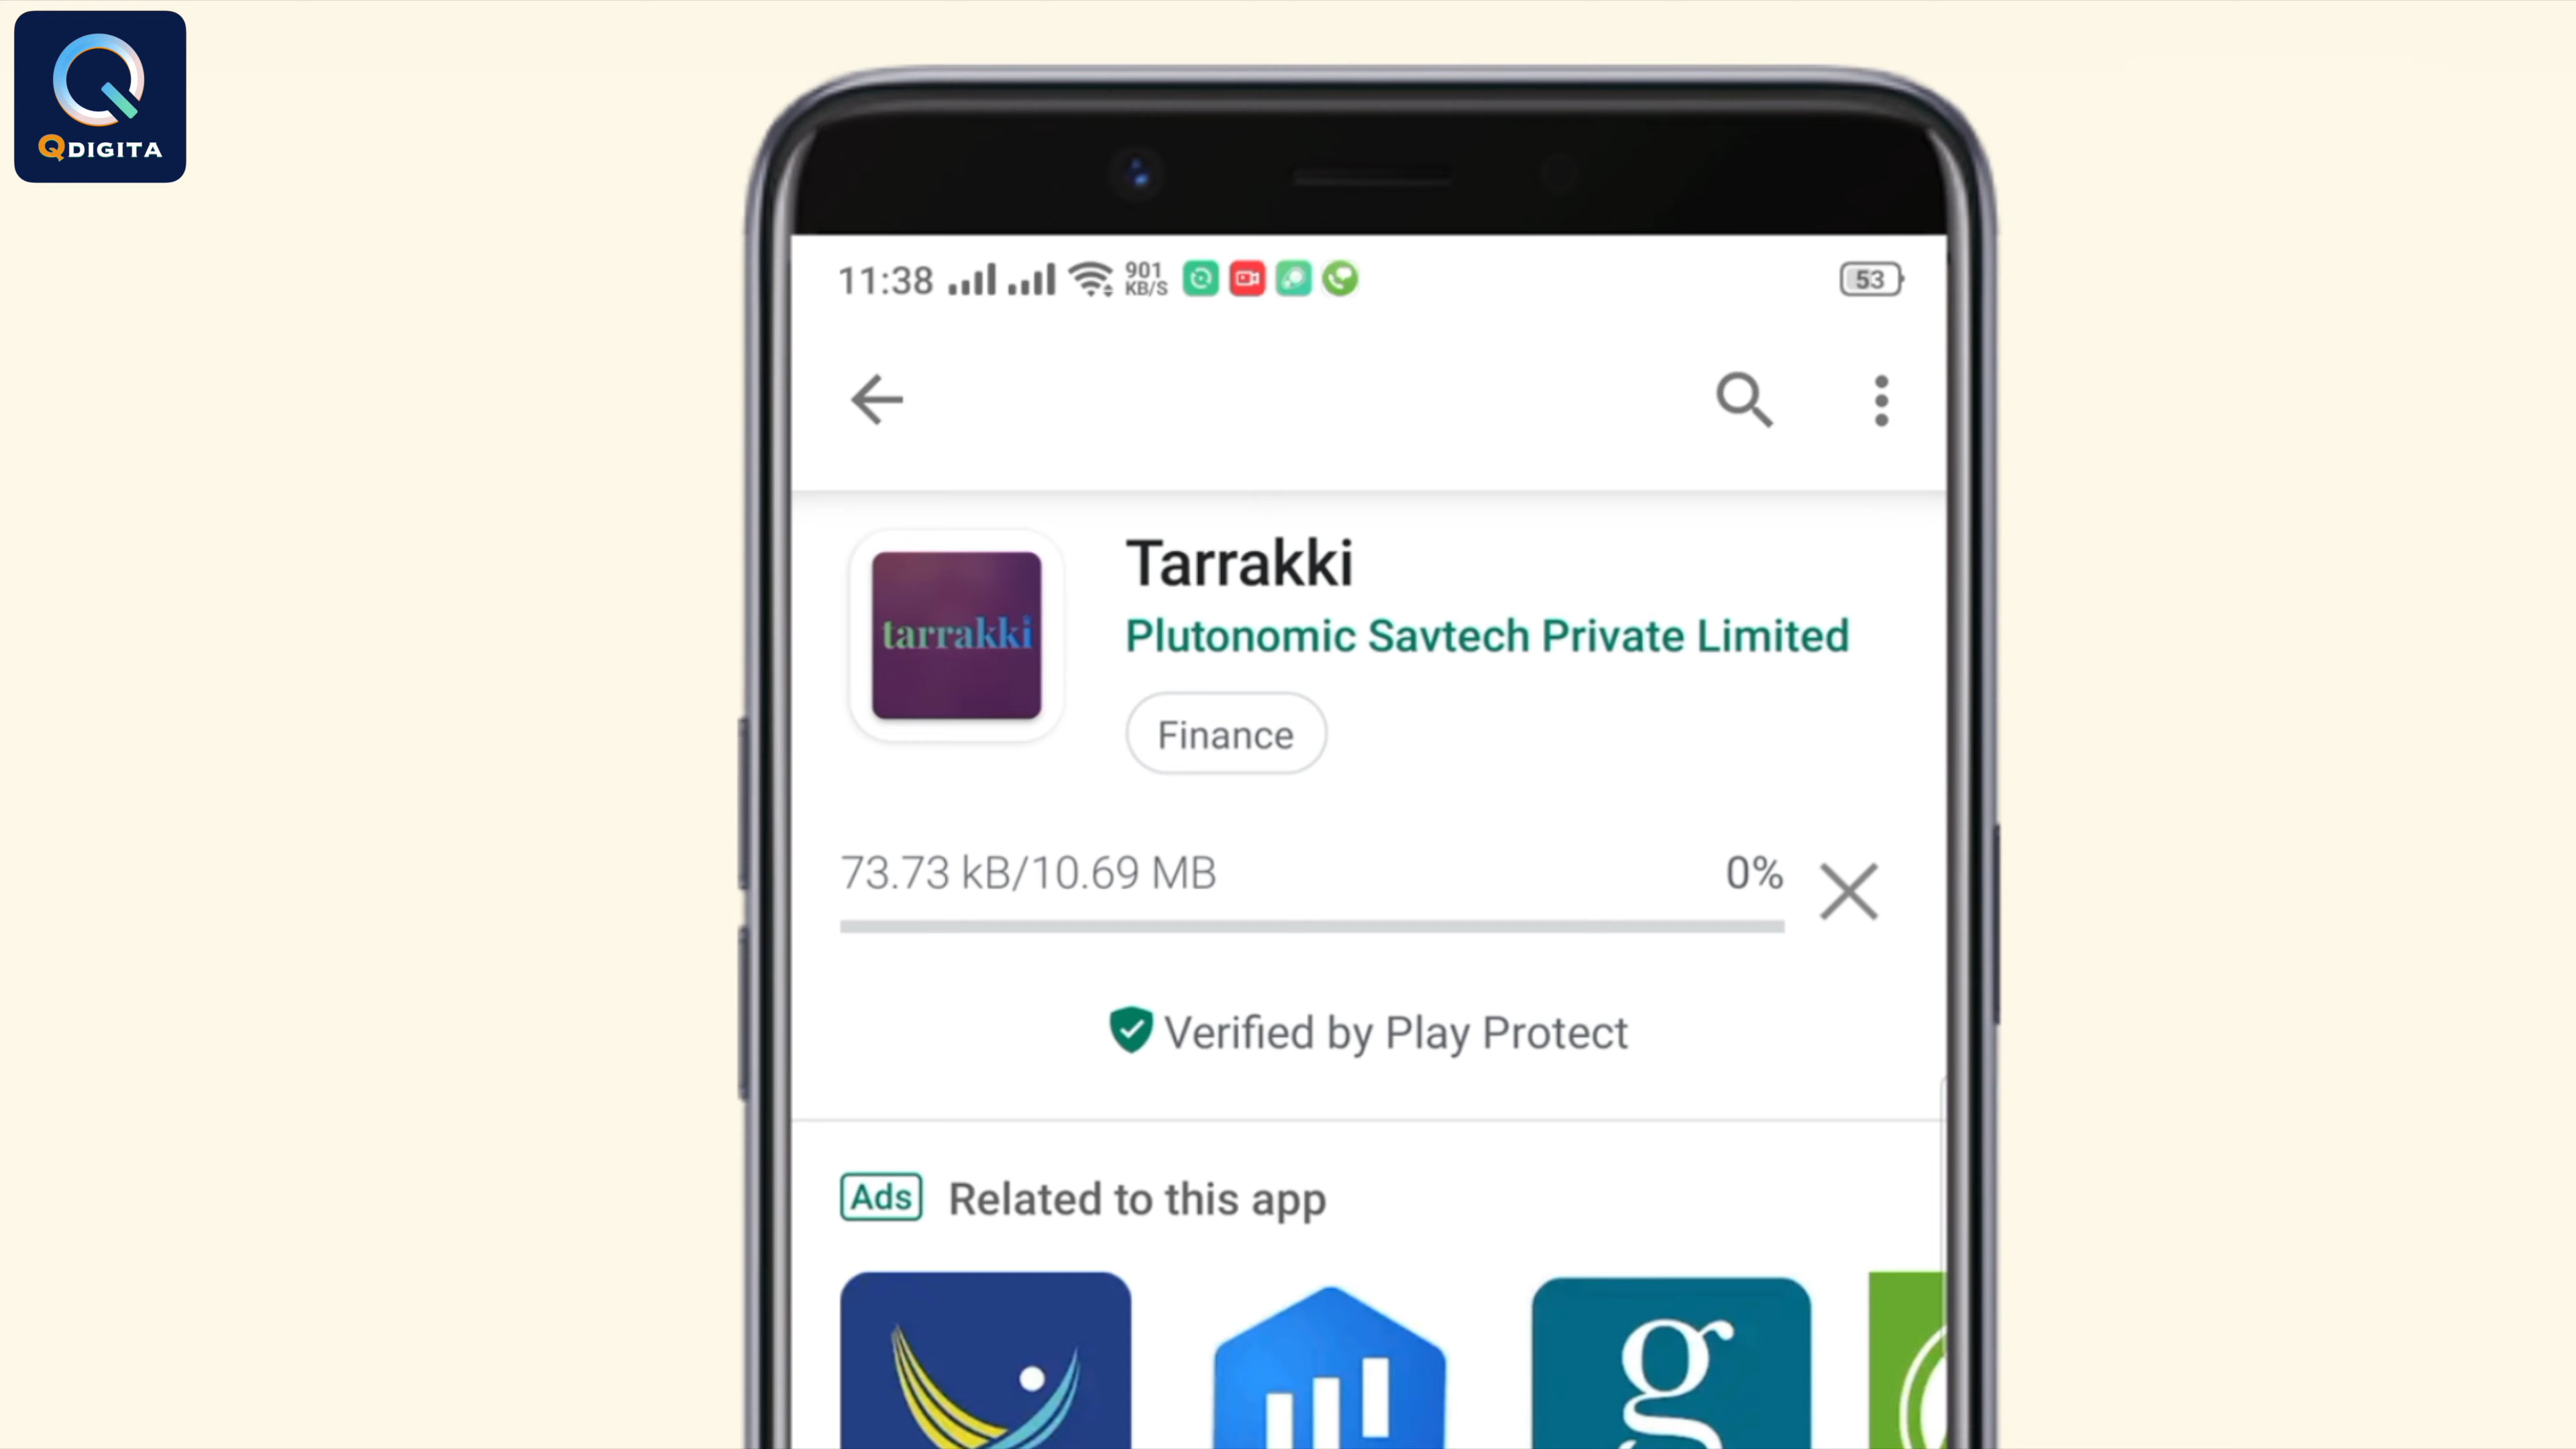 QDIGITA
11:38
901
KB/S
53
tarrakki
Tarrakki
Plutonomic Savtech Private Limited
Finance
73.73 kB/10.69 MB
0%
Verified by Play Protect
Ads Related to this app
g